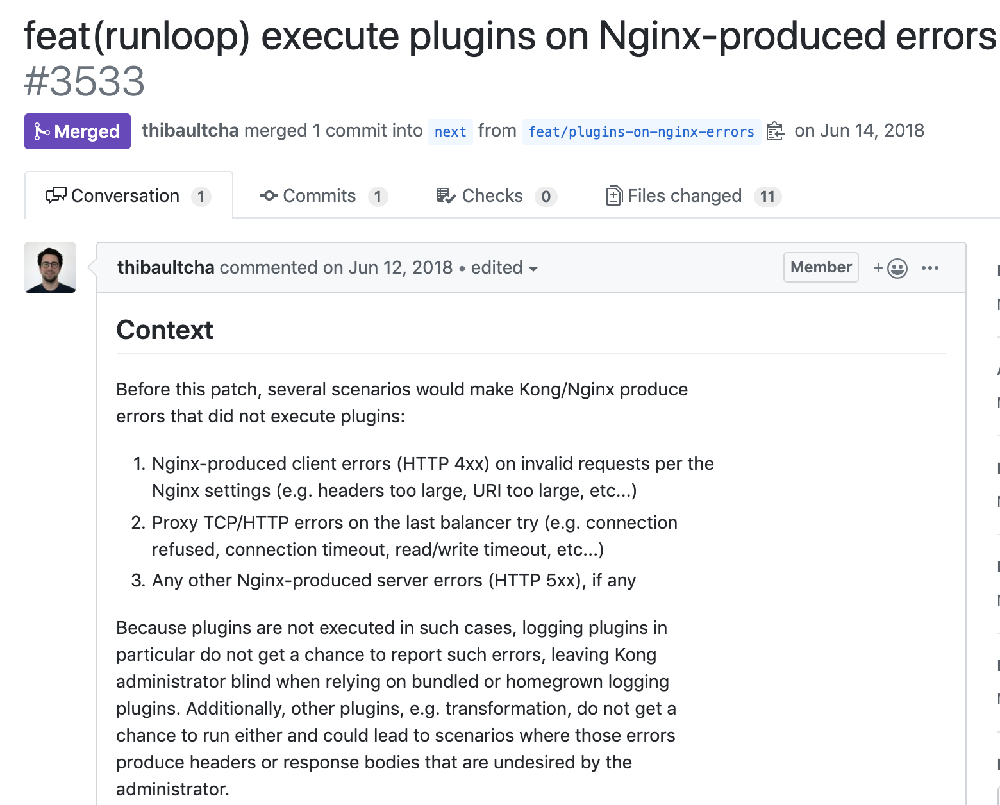 feat(runloop) execute plugins on Nginx-produced errors
#3533
Merged thibaultcha merged 1 commit into next from feat/plugins-on-nginx-errors on Jun 14, 2018
Conversation 1 Commits 1 Checks 0 Files changed 11
thibaultcha commented on Jun 12, 2018 • edited Member +
Context
Before this patch, several scenarios would make Kong/Nginx produce
errors that did not execute plugins:
1. Nginx-produced client errors (HTTP 4xx) on invalid requests per the
Nginx settings (e.g. headers too large, URI too large, etc...)
2. Proxy TCP/HTTP errors on the last balancer try (e.g. connection
refused, connection timeout, read/write timeout, etc...)
3. Any other Nginx-produced server errors (HTTP 5xx), if any
Because plugins are not executed in such cases, logging plugins in
particular do not get a chance to report such errors, leaving Kong
administrator blind when relying on bundled or homegrown logging
plugins. Additionally, other plugins, e.g. transformation, do not get a
chance to run either and could lead to scenarios where those errors
produce headers or response bodies that are undesired by the
administrator.